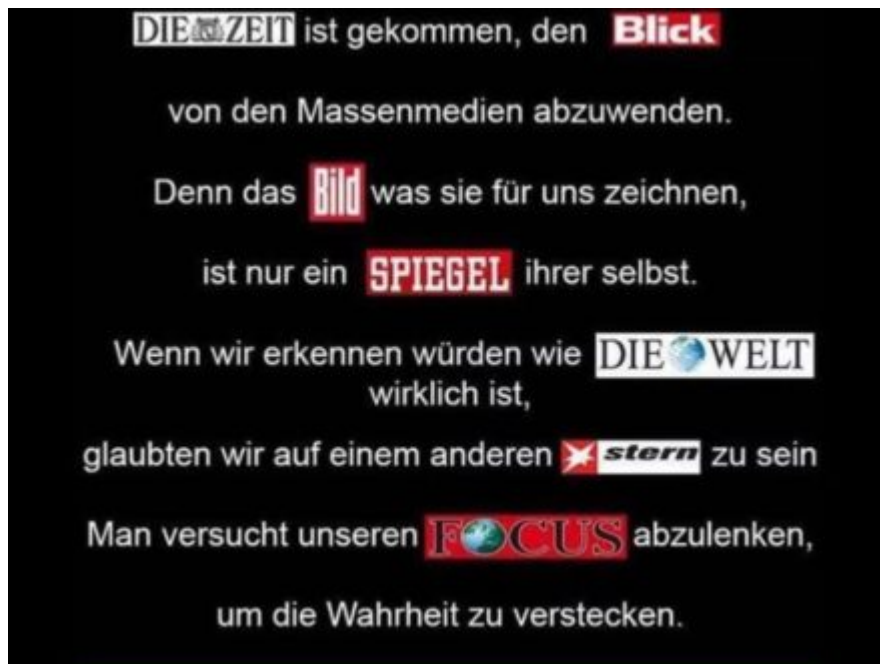 DIE ZEIT ist gekommen, den Blick
von den Massenmedien abzuwenden.
Denn das Bild was sie für uns zeichnen,
ist nur ein SPIEGEL ihrer selbst.
Wenn wir erkennen würden wie DIE WELT
wirklich ist,
glaubten wir auf einem anderen stern zu sein
Man versucht unseren FOCUS abzulenken,
um die Wahrheit zu verstecken.